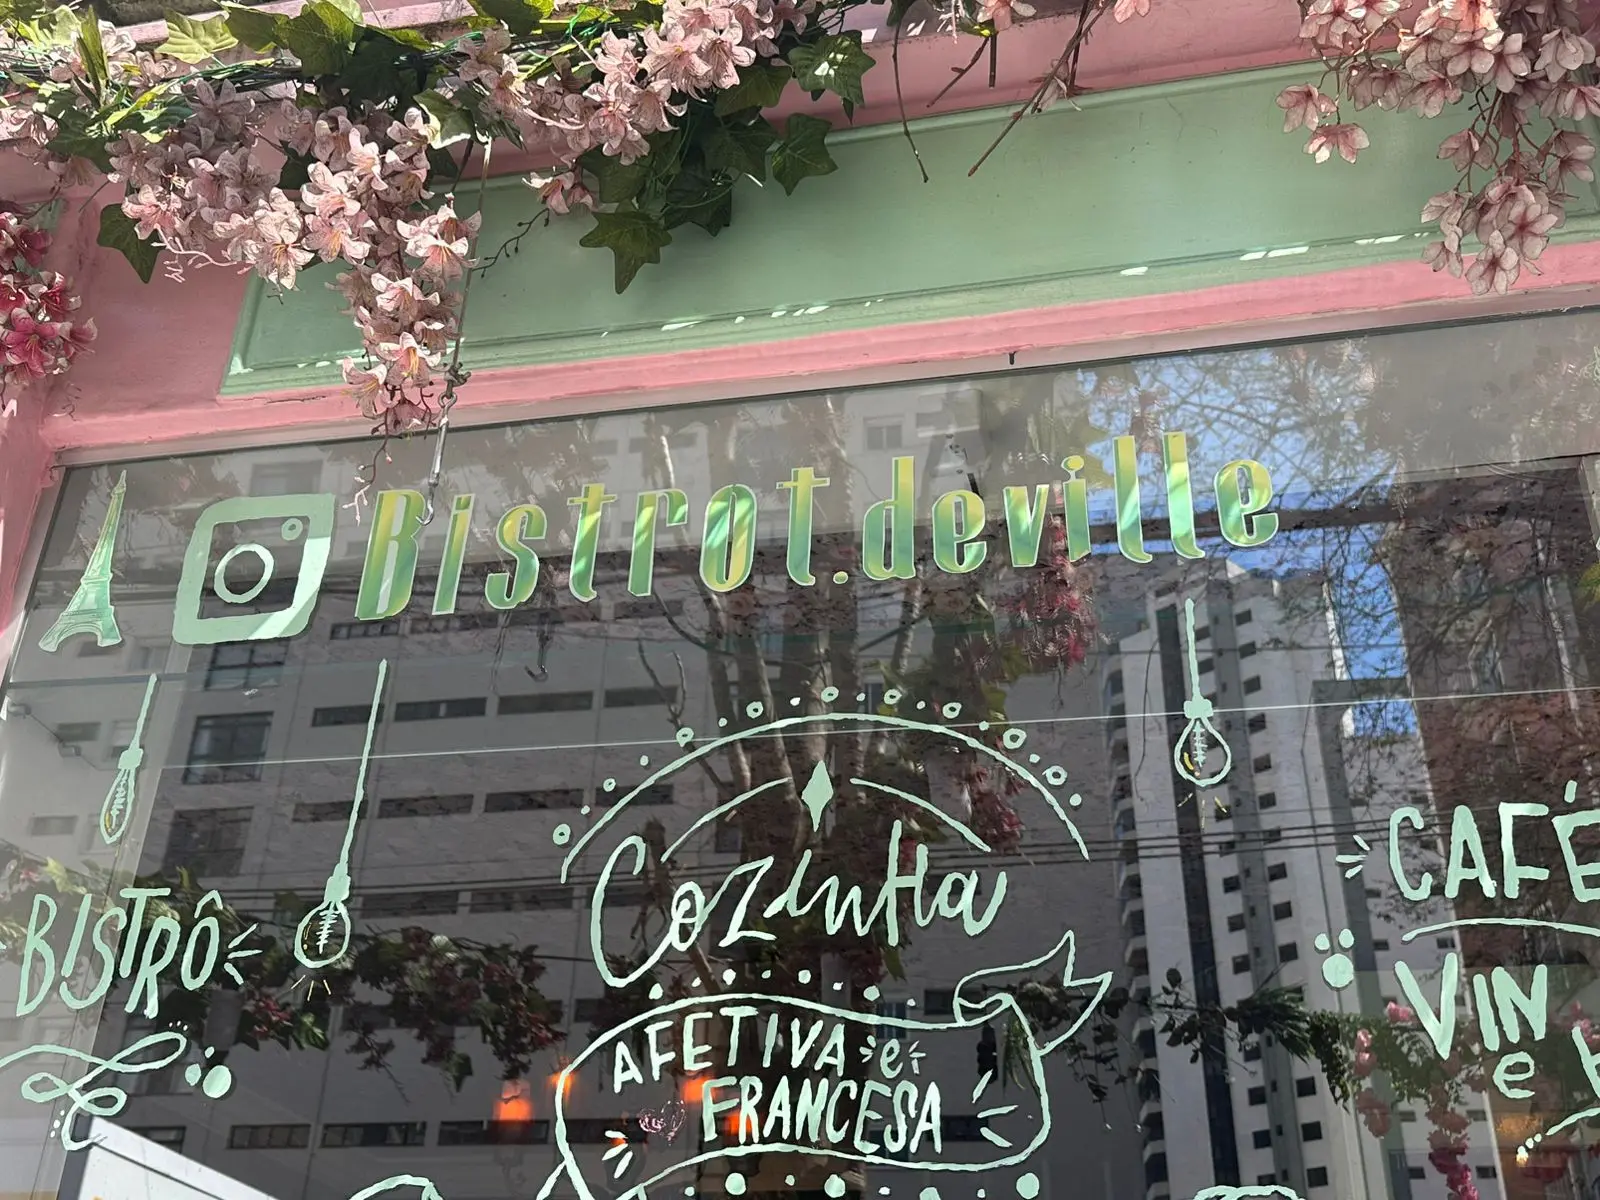 Bistrot.deville
BISTRÔ
Cozinha
AFETIVA e
FRANCESA
CAFÉ
VIN
e